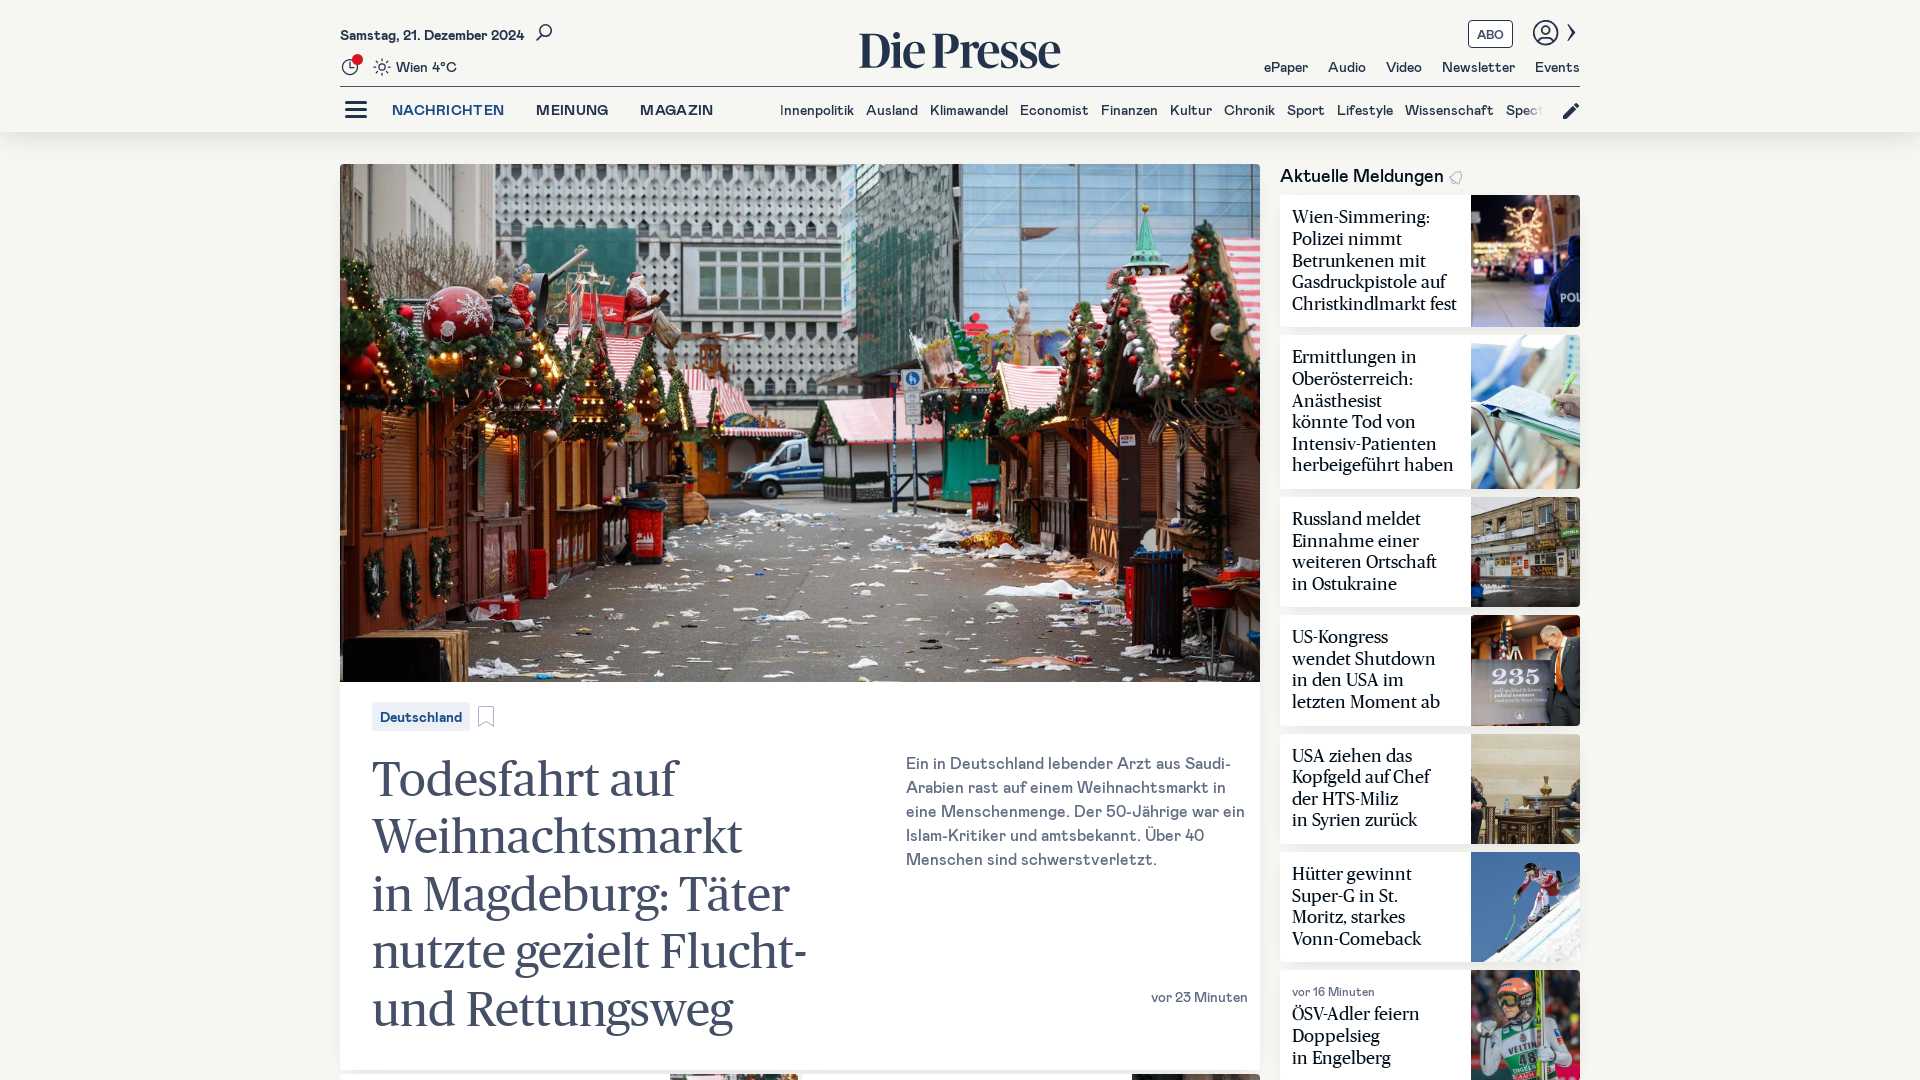 Samstag, 21. Dezember 2024
Wien 4°C
Die Presse
ABO
ePaper
Audio
Video
Newsletter
Events
NACHRICHTEN
MEINUNG
MAGAZIN
Innenpolitik
Ausland
Klimawandel
Economist
Finanzen
Kultur
Chronik
Sport
Lifestyle
Wissenschaft
Spect
Deutschland
Todesfahrt auf
Weihnachtsmarkt
in Magdeburg: Täter
nutzte gezielt Flucht-
und Rettungsweg
Ein in Deutschland lebender Arzt aus Saudi-
Arabien rast auf einem Weihnachtsmarkt in
eine Menschenmenge. Der 50-Jährige war ein
Islam-Kritiker und amtsbekannt. Über 40
Menschen sind schwerstverletzt.
vor 23 Minuten
Aktuelle Meldungen
Wien-Simmering:
Polizei nimmt
Betrunkenen mit
Gasdruckpistole auf
Christkindlmarkt fest
POL
Ermittlungen in
Oberösterreich:
Anästhesist
könnte Tod von
Intensiv-Patienten
herbeigeführt haben
Russland meldet
Einnahme einer
weiteren Ortschaft
in Ostukraine
US-Kongress
wendet Shutdown
in den USA im
letzten Moment ab
235
USA ziehen das
Kopfgeld auf Chef
der HTS-Miliz
in Syrien zurück
Hütter gewinnt
Super-G in St.
Moritz, starkes
Vonn-Comeback
vor 16 Minuten
ÖSV-Adler feiern
Doppelsieg
in Engelberg
VELTINS
48